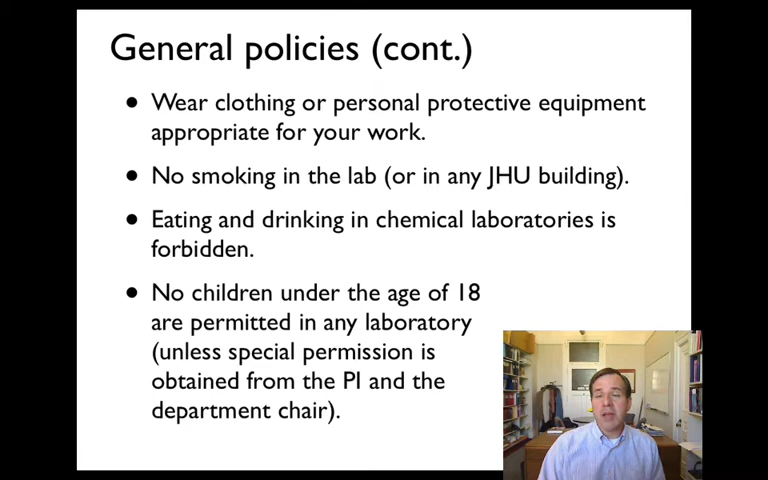 General policies (cont.)
• Wear clothing or personal protective equipment
appropriate for your work.
• No smoking in the lab (or in any JHU building).
• Eating and drinking in chemical laboratories is
forbidden.
• No children under the age of 18
are permitted in any laboratory
(unless special permission is
obtained from the PI and the
department chair).